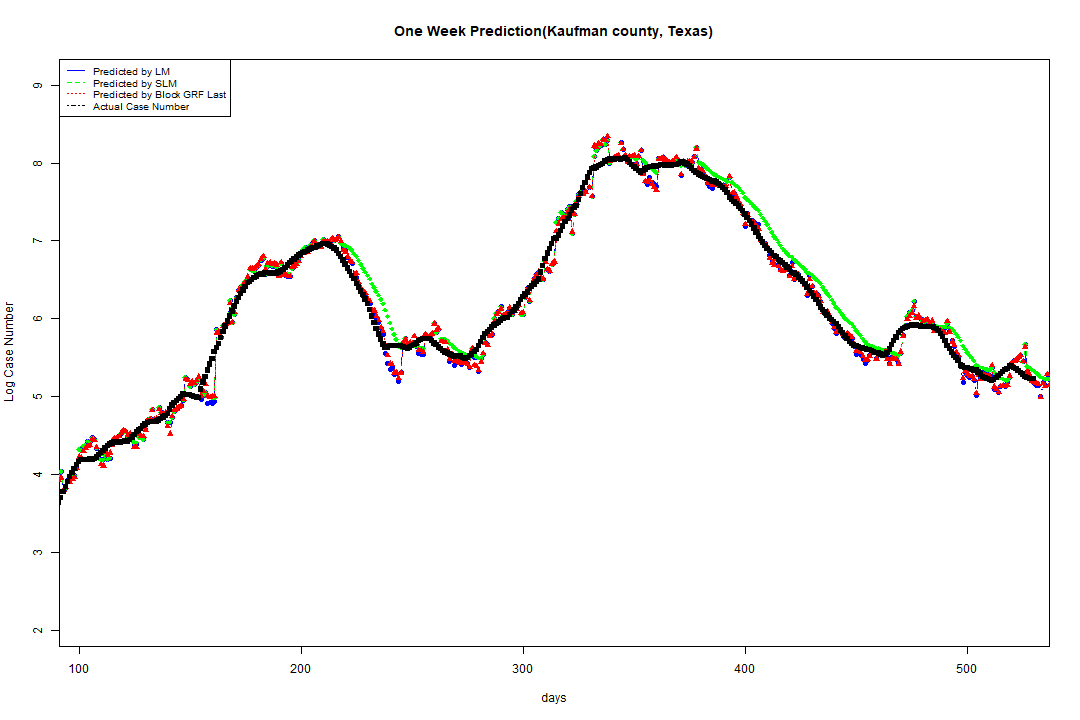 One Week Prediction(Kaufman county, Texas)
Predicted by LM
Predicted by SLM
Predicted by Block GRF Last
Actual Case Number
9
8
7
6
5
4
3
2
Log Case Number
100 200 300 400 500
days